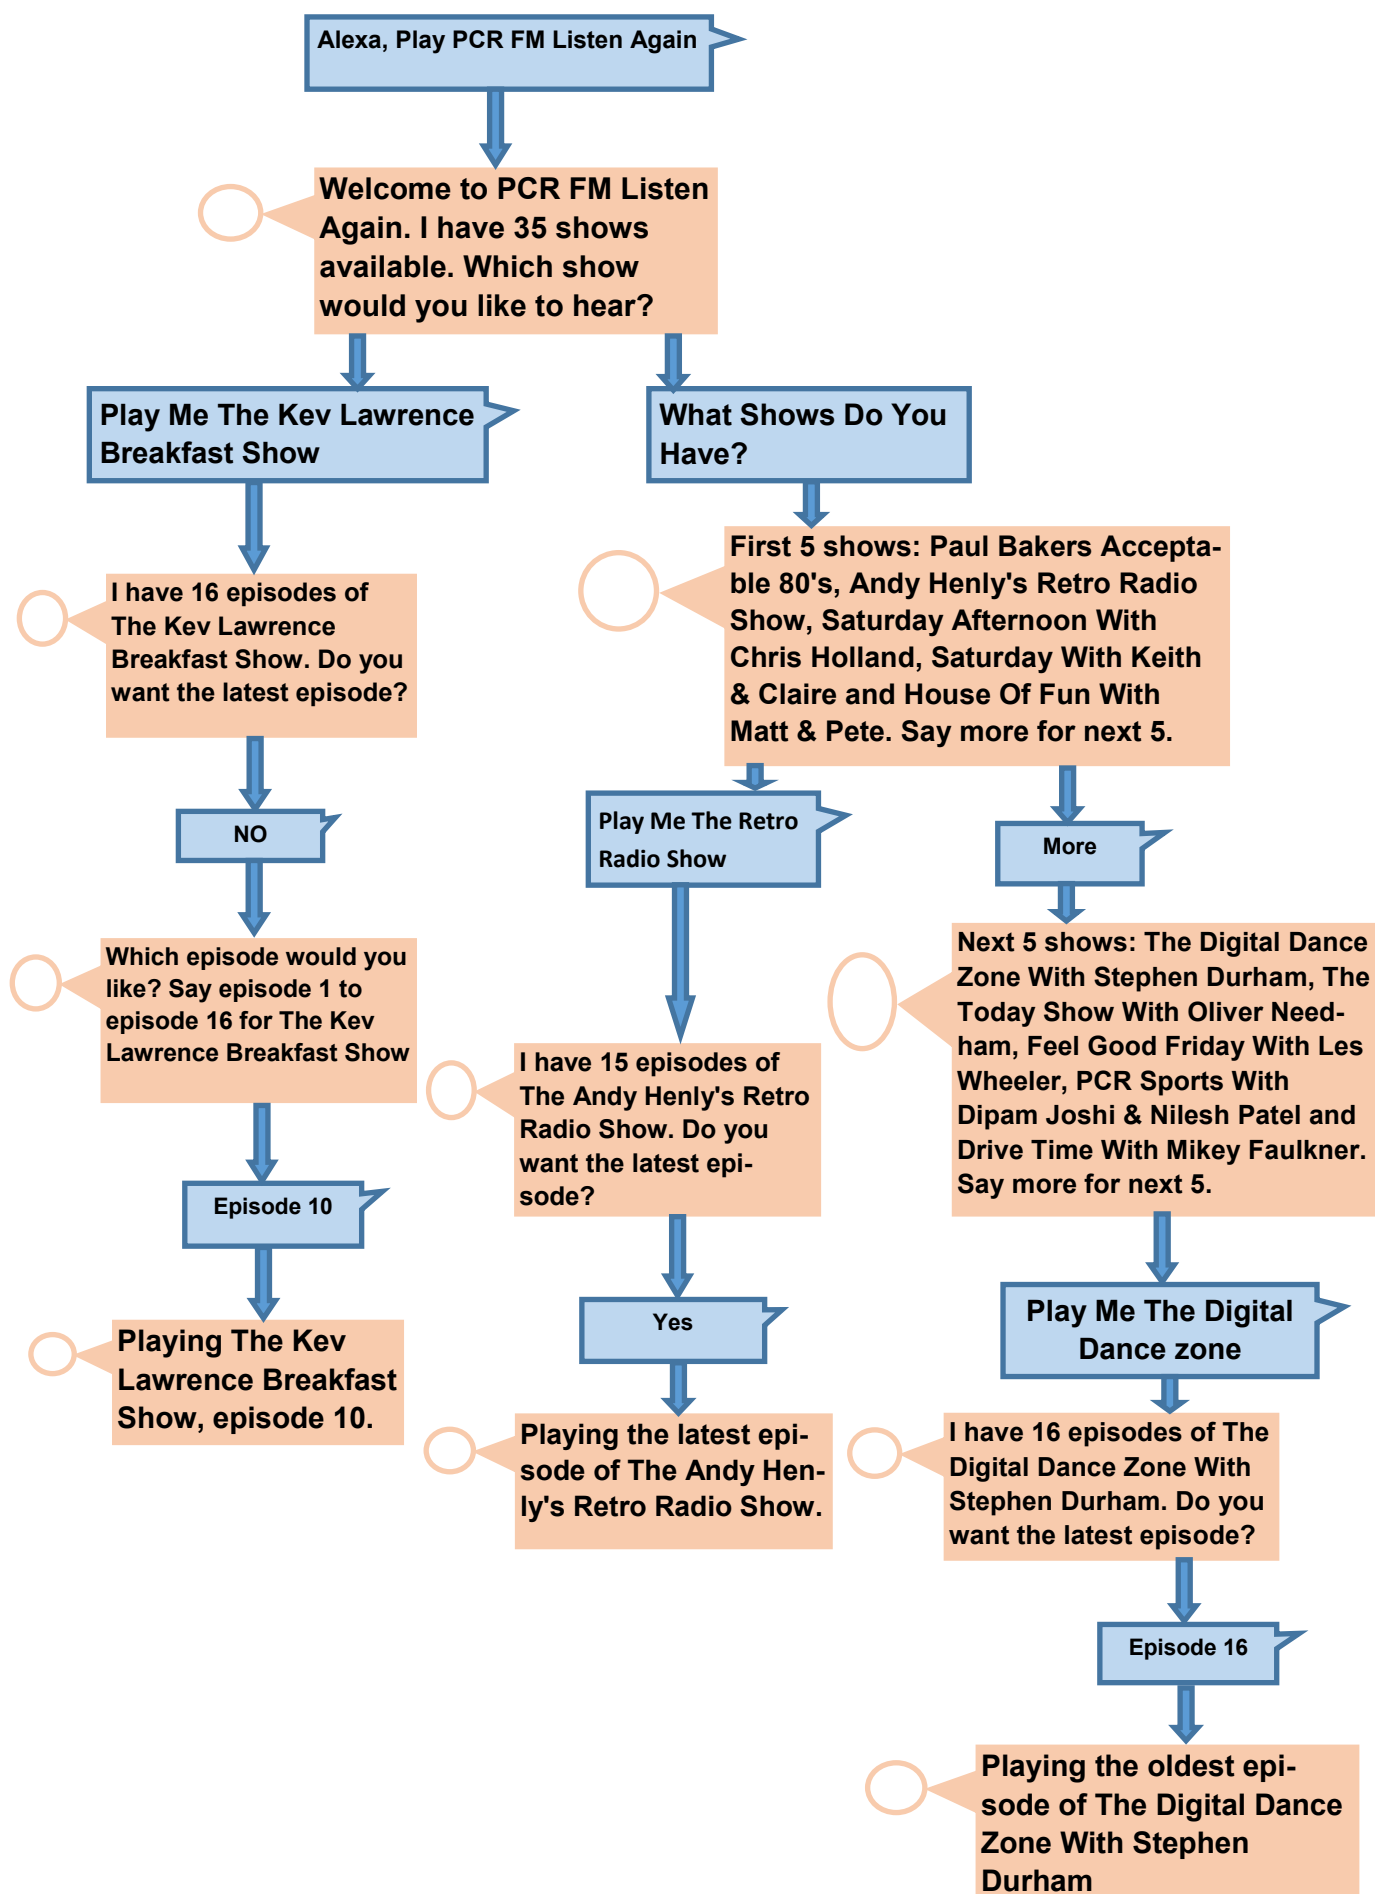 Alexa, Play PCR FM Listen Again
Welcome to PCR FM Listen
Again. I have 35 shows
available. Which show
would you like to hear?
Play Me The Kev Lawrence
Breakfast Show
What Shows Do You
Have?
First 5 shows: Paul Bakers Accepta-
ble 80's, Andy Henly's Retro Radio
Show, Saturday Afternoon With
Chris Holland, Saturday With Keith
& Claire and House Of Fun With
Matt & Pete. Say more for next 5.
I have 16 episodes of
The Kev Lawrence
Breakfast Show. Do you
want the latest episode?
NO
Play Me The Retro
Radio Show
More
Which episode would you
like? Say episode 1 to
episode 16 for The Kev
Lawrence Breakfast Show
Next 5 shows: The Digital Dance
Zone With Stephen Durham, The
Today Show With Oliver Need-
ham, Feel Good Friday With Les
Wheeler, PCR Sports With
Dipam Joshi & Nilesh Patel and
Drive Time With Mikey Faulkner.
Say more for next 5.
I have 15 episodes of
The Andy Henly's Retro
Radio Show. Do you
want the latest epi-
sode?
Episode 10
Play Me The Digital
Dance zone
Yes
Playing The Kev
Lawrence Breakfast
Show, episode 10.
Playing the latest epi-
sode of The Andy Hen-
ly's Retro Radio Show.
I have 16 episodes of The
Digital Dance Zone With
Stephen Durham. Do you
want the latest episode?
Episode 16
Playing the oldest epi-
sode of The Digital Dance
Zone With Stephen
Durham